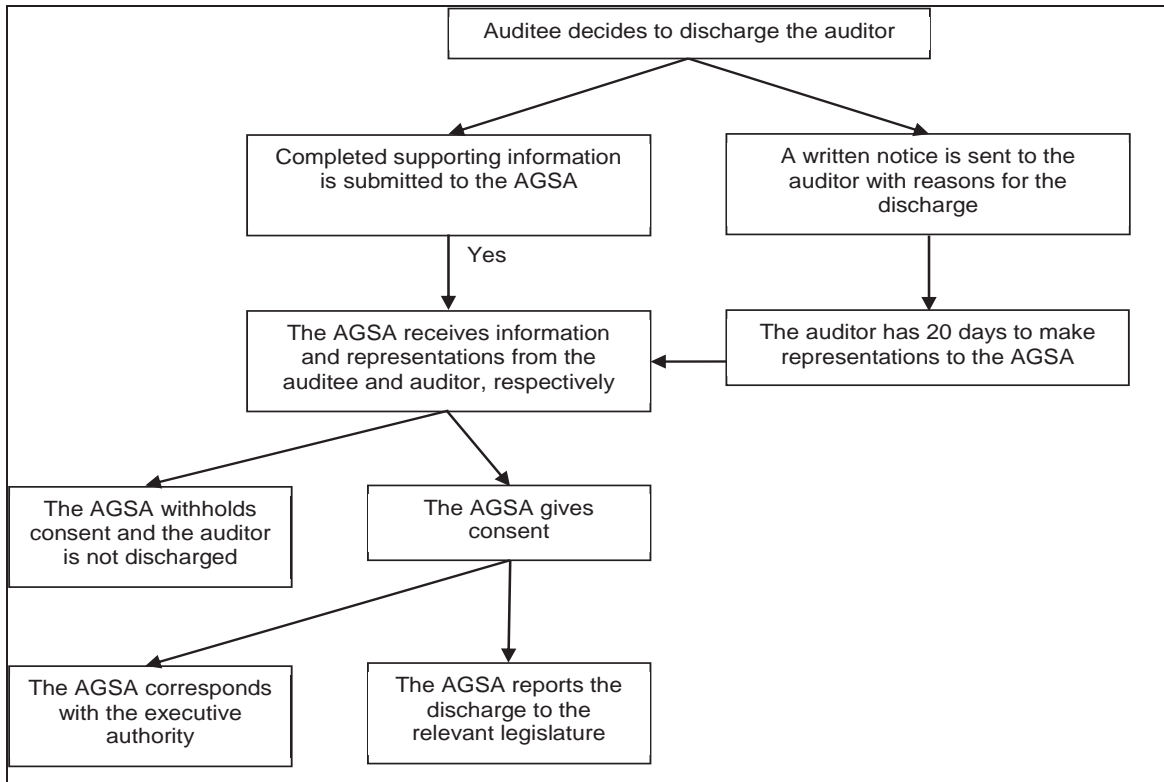 Auditee decides to discharge the auditor
Completed supporting information
is submitted to the AGSA
A written notice is sent to the
auditor with reasons for the
discharge
Yes
The AGSA receives information
and representations from the
auditee and auditor, respectively
The auditor has 20 days to make
representations to the AGSA
The AGSA withholds
consent and the auditor
is not discharged
The AGSA gives
consent
The AGSA corresponds
with the executive
authority
The AGSA reports the
discharge to the
relevant legislature